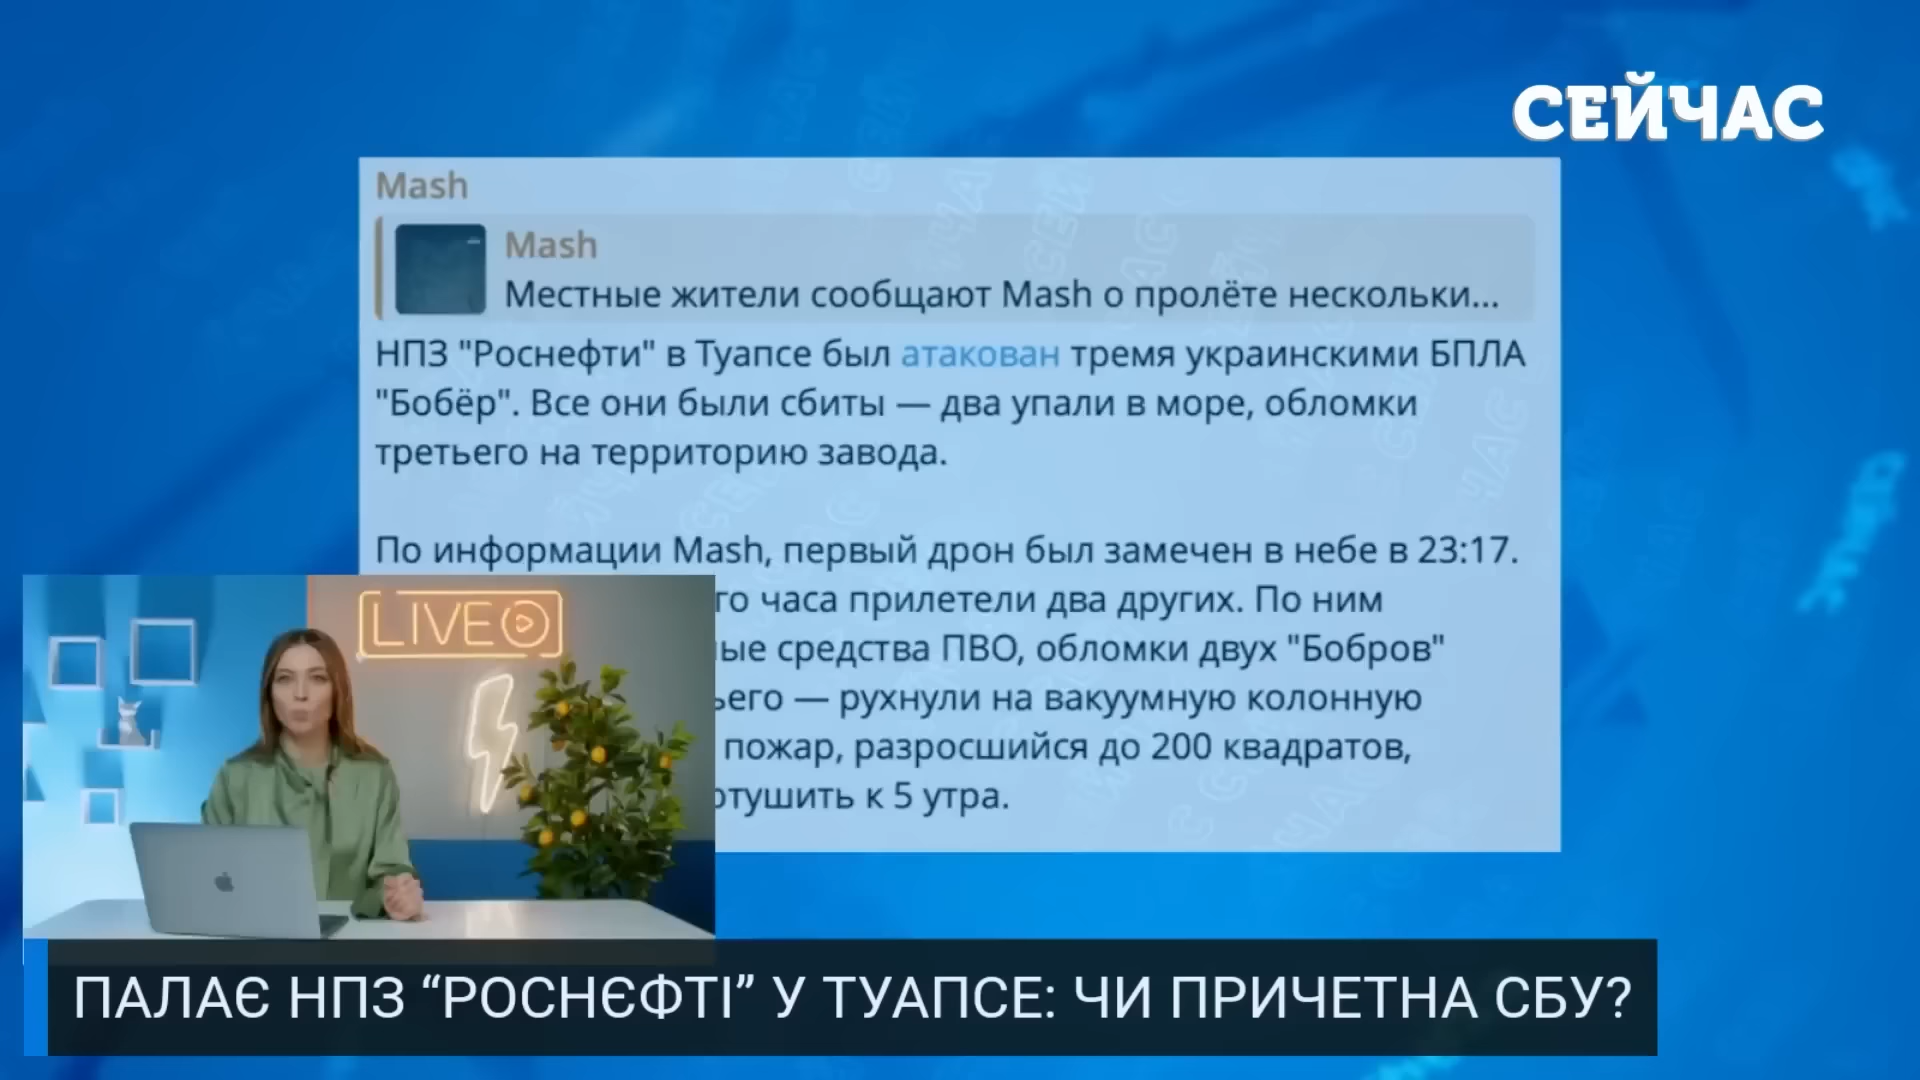 СЕЙЧАС
Mash
Mash
Местные жители сообщают Mash о пролёте нескольки...
НПЗ "Роснефти" в Туапсе был атакован тремя украинскими БПЛА
"Бобёр". Все они были сбиты — два упали в море, обломки
третьего на территорию завода.
По информации Mash, первый дрон был замечен в небе в 23:17.
го часа прилетели два других. По ним
ые средства ПВО, обломки двух "Бобров"
ьего — рухнули на вакуумную колонную
пожар, разросшийся до 200 квадратов,
отушить к 5 утра.
LIVE
ПАЛАЄ НПЗ “РОСНЄФТІ” У ТУАПСЕ: ЧИ ПРИЧЕТНА СБУ?